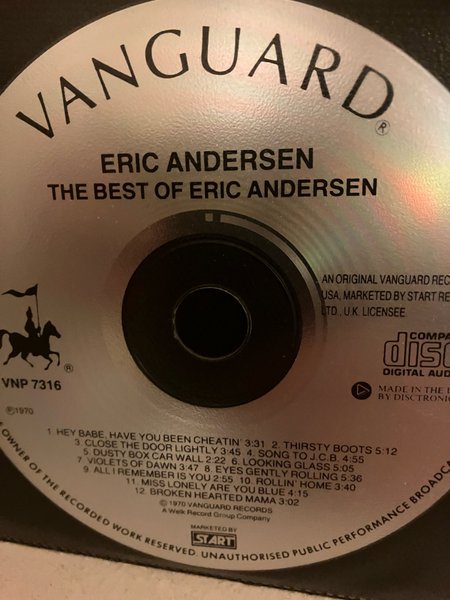 VANGUARD®
ERIC ANDERSEN
THE BEST OF ERIC ANDERSEN
AN ORIGINAL VANGUARD
USA, MARKETED BY START
LTD., U.K. LICENSEE
disc
DIGITAL
®
VNP 7316
MADE IN THE
BY
℗1970
1. HEY BABE, HAVE YOU BEEN CHEATIN' 3:31 2. THIRSTY BOOTS 5:12
3. CLOSE THE DOOR LIGHTLY 3:45 4. SONG TO J.C.B. 4:55
5. DUSTY BOX CAR WALL 2:22 6. LOOKING GLASS 5:05
7. VIOLETS OF DAWN 3:47 8. EYES GENTLY ROLLING 5:36
9. ALL I REMEMBER IS YOU 2:55 10. ROLLIN' HOME 3:40
11. MISS LONELY ARE YOU BLUE 4:15
12. BROKEN HEARTED MAMA 3:02
© 1970 VANGUARD RECORDS
A Welk Record Group Company
MARKETED BY
START
OWNER OF THE RECORDED WORK RESERVED. UNAUTHORISED PUBLIC PERFORMANCE